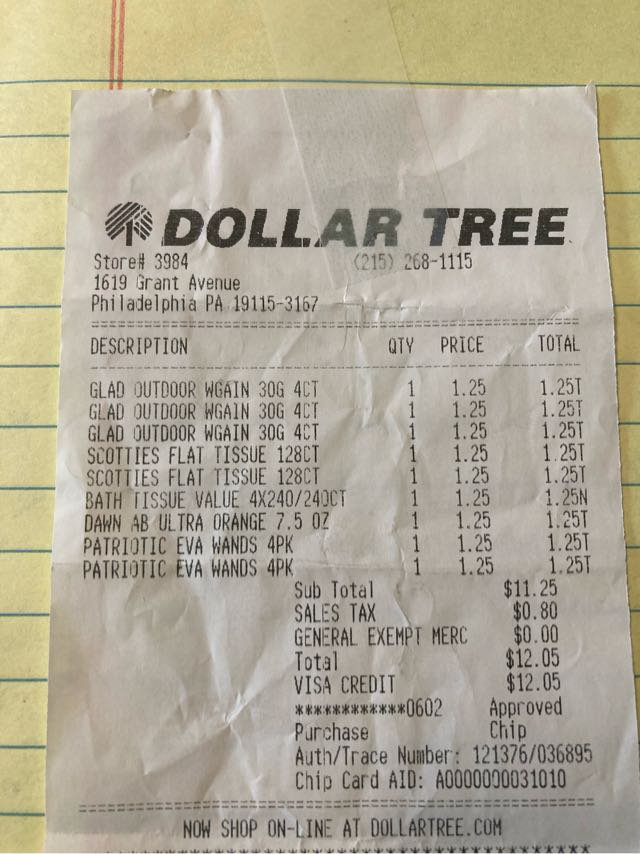 DOLLAR TREE
Store# 3984 (215) 268-1115
1619 Grant Avenue
Philadelphia PA 19115-3167
DESCRIPTION QTY PRICE TOTAL
GLAD OUTDOOR WGAIN 30G 4CT 1 1.25 1.25T
GLAD OUTDOOR WGAIN 30G 4CT 1 1.25 1.25T
GLAD OUTDOOR WGAIN 30G 4CT 1 1.25 1.25T
SCOTTIES FLAT TISSUE 128CT 1 1.25 1.25T
SCOTTIES FLAT TISSUE 128CT 1 1.25 1.25T
BATH TISSUE VALUE 4X240/240CT 1 1.25 1.25N
DAWN AB ULTRA ORANGE 7.5 OZ 1 1.25 1.25T
PATRIOTIC EVA WANDS 4PK 1 1.25 1.25T
PATRIOTIC EVA WANDS 4PK 1 1.25 1.25T
Sub Total $11.25
SALES TAX $0.80
GENERAL EXEMPT MERC $0.00
Total $12.05
VISA CREDIT $12.05
************0602 Approved
Purchase Chip
Auth/Trace Number: 121376/036895
Chip Card AID: A0000000031010
NOW SHOP ON-LINE AT DOLLARTREE.COM